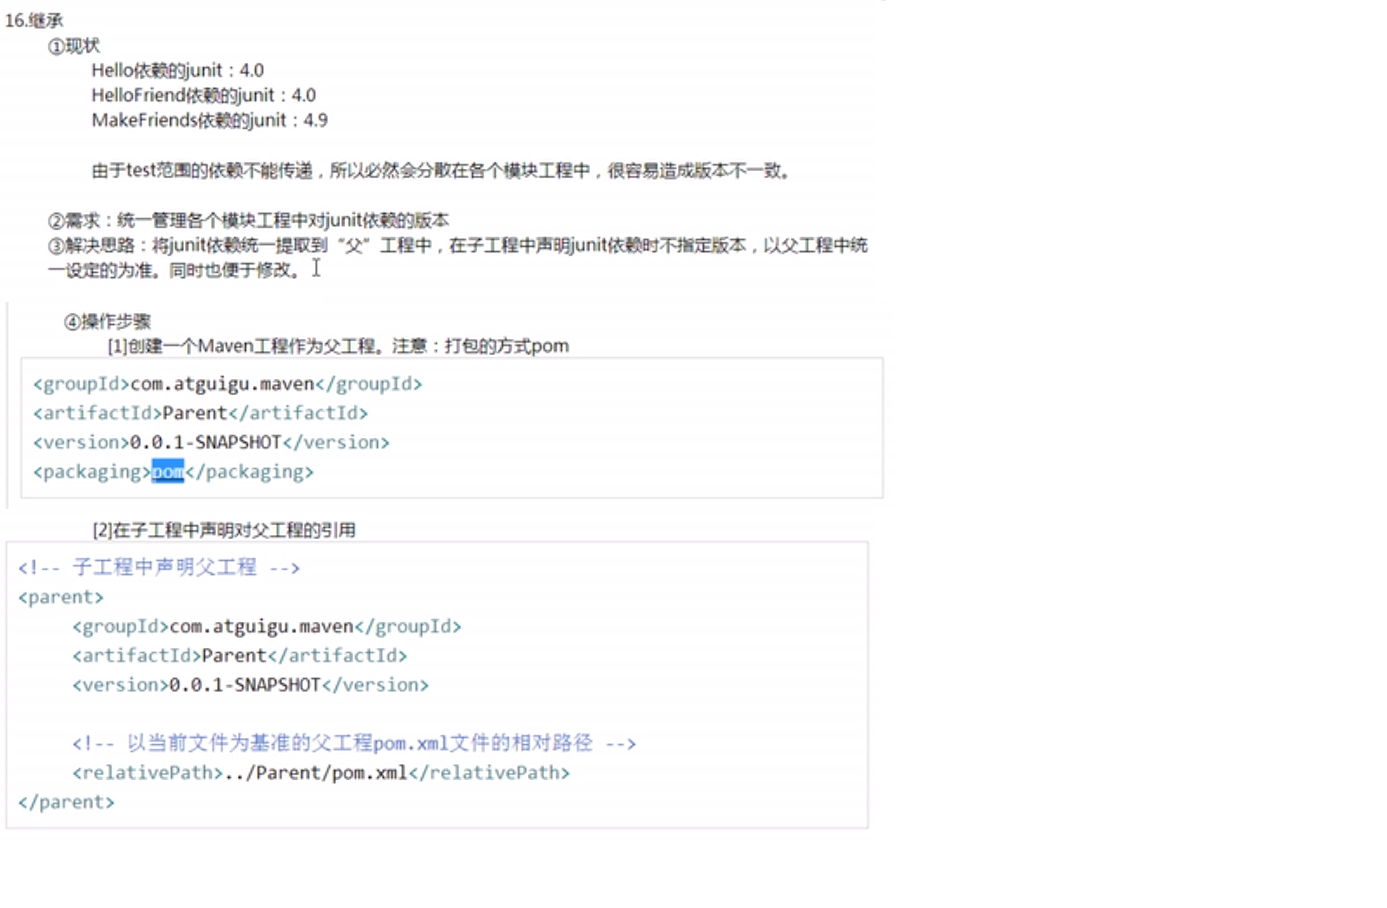 16.继承
①现状
Hello依赖的junit：4.0
HelloFriend依赖的junit：4.0
MakeFriends依赖的junit：4.9
由于test范围的依赖不能传递，所以必然会分散在各个模块工程中，很容易造成版本不一致。
②需求：统一管理各个模块工程中对junit依赖的版本
③解决思路：将junit依赖统一提取到“父”工程中，在子工程中声明junit依赖时不指定版本，以父工程中统
一设定的为准。同时也便于修改。
④操作步骤
[1]创建一个Maven工程作为父工程。注意：打包的方式pom
<groupId>com.atguigu.maven</groupId>
<artifactId>Parent</artifactId>
<version>0.0.1-SNAPSHOT</version>
<packaging>pom</packaging>
[2]在子工程中声明对父工程的引用
<!-- 子工程中声明父工程 -->
<parent>
<groupId>com.atguigu.maven</groupId>
<artifactId>Parent</artifactId>
<version>0.0.1-SNAPSHOT</version>
<!-- 以当前文件为基准的父工程pom.xml文件的相对路径 -->
<relativePath>../Parent/pom.xml</relativePath>
</parent>